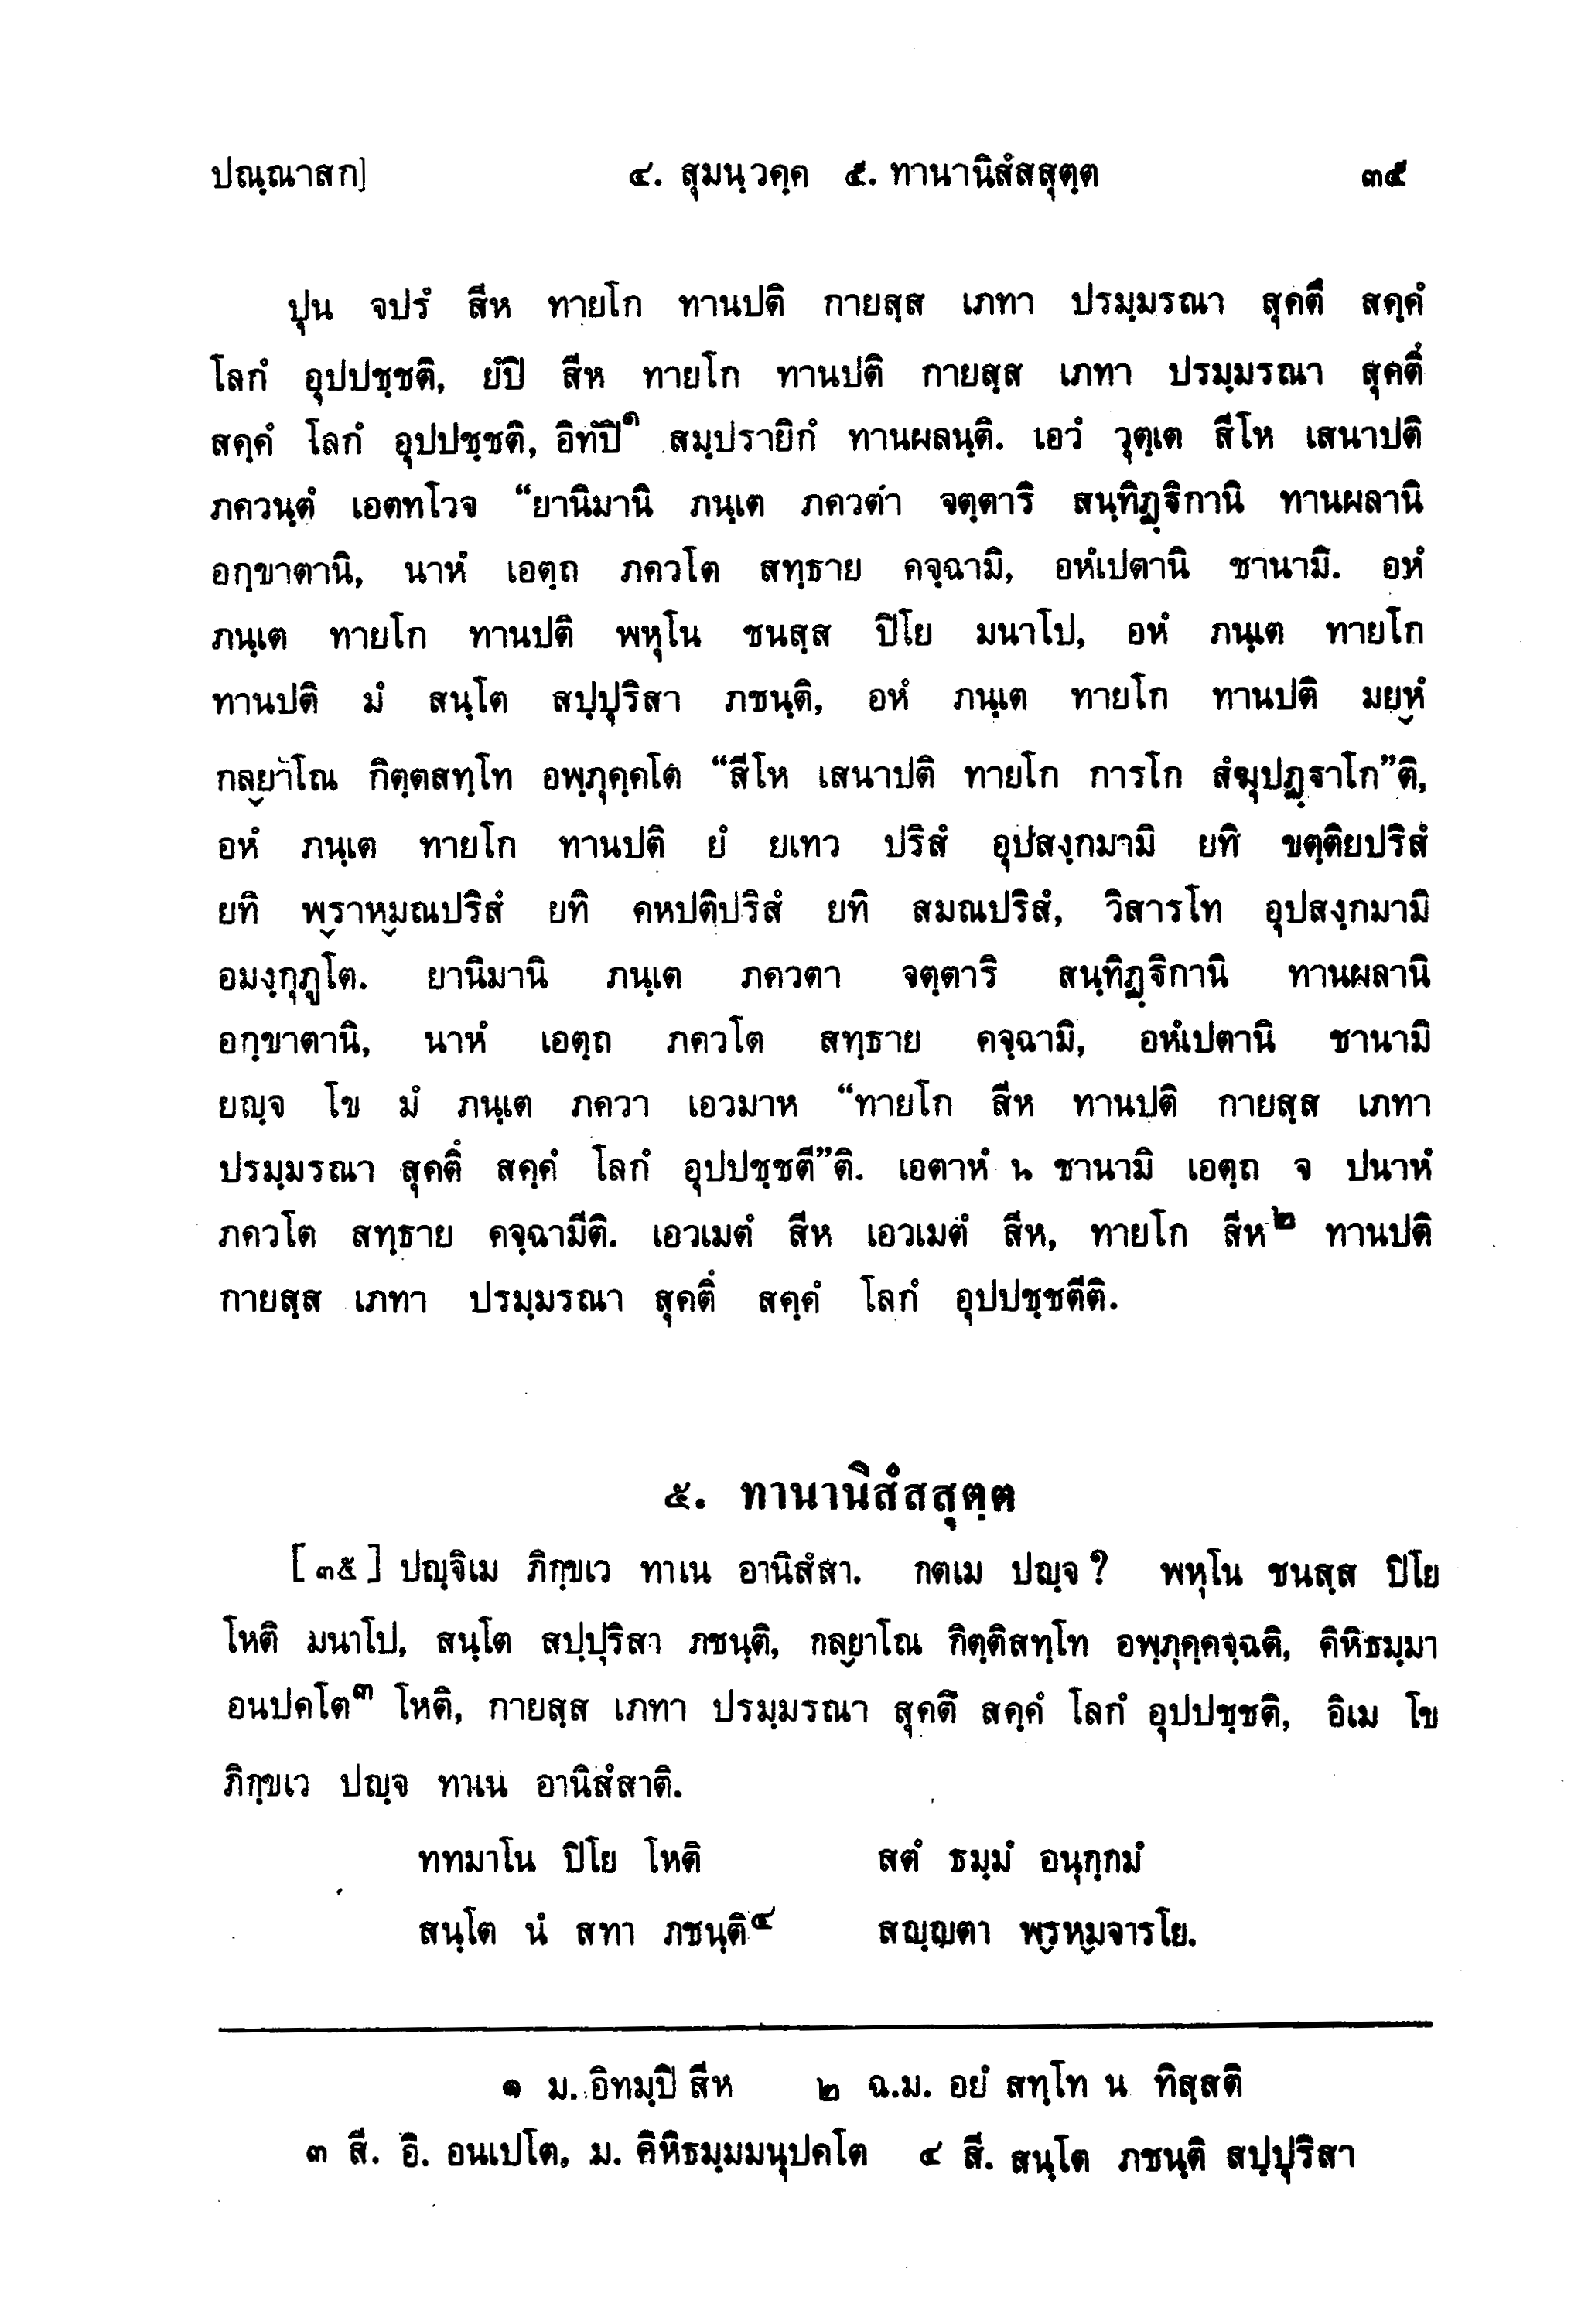 ปณฺณาสก]
๔. สุมนฺวคฺค ๕. ทานานิสํสสุตฺต
๓๕
ปุน จปรํ สีห ทายโก ทานปติ กายสฺส เภทา ปรมฺมรณา สุคตึ สคฺคํ
โลกํ อุปปชฺชติ, ยํปิ สีห ทายโก ทานปติ กายสฺส เภทา ปรมฺมรณา สุคตึ
สคฺคํ โลกํ อุปปชฺชติ, อิทํปิ๑ สมฺปรายิกํ ทานผลนฺติ. เอวํ วุตฺเต สีโห เสนาปติ
ภควนฺตํ เอตทโวจ “ยานิมานิ ภนฺเต ภควตา จตฺตาริ สนฺทิฏฺฐิกานิ ทานผลานิ
อกฺขาตานิ, นาหํ เอตฺถ ภควโต สทฺธาย คจฺฉามิ, อหํเปตานิ ชานามิ. อหํ
ภนฺเต ทายโก ทานปติ พหุโน ชนสฺส ปิโย มนาโป, อหํ ภนฺเต ทายโก
ทานปติ มํ สนฺโต สปฺปุริสา ภชนฺติ, อหํ ภนฺเต ทายโก ทานปติ มยฺหํ
กลฺยาโณ กิตฺตสทฺโท อพฺภุคฺคโต “สีโห เสนาปติ ทายโก การโก สํฆุปฏฺฐาโก”ติ,
อหํ ภนฺเต ทายโก ทานปติ ยํ ยเทว ปริสํ อุปสงฺกมามิ ยทิ ขตฺติยปริสํ
ยทิ พฺราหฺมณปริสํ ยทิ คหปติปริสํ ยทิ สมณปริสํ, วิสารโท อุปสงฺกมามิ
อมงฺกุภูโต. ยานิมานิ ภนฺเต ภควตา จตฺตาริ สนฺทิฏฺฐิกานิ ทานผลานิ
อกฺขาตานิ, นาหํ เอตฺถ ภควโต สทฺธาย คจฺฉามิ, อหํเปตานิ ชานามิ
ยญฺจ โข มํ ภนฺเต ภควา เอวมาห “ทายโก สีห ทานปติ กายสฺส เภทา
ปรมฺมรณา สุคตึ สคฺคํ โลกํ อุปปชฺชตี”ติ. เอตาหํ น ชานามิ เอตฺถ จ ปนาหํ
ภควโต สทฺธาย คจฺฉามีติ. เอวเมตํ สีห เอวเมตํ สีห, ทายโก สีห๒ ทานปติ
กายสฺส เภทา ปรมฺมรณา สุคตึ สคฺคํ โลกํ อุปปชฺชตีติ.
๕. ทานานิสํสสุตฺต
[๓๕] ปญฺจิเม ภิกฺขเว ทาเน อานิสํสา. กตเม ปญฺจ ? พหุโน ชนสฺส ปิโย
โหติ มนาโป, สนฺโต สปฺปุริสา ภชนฺติ, กลฺยาโณ กิตฺติสทฺโท อพฺภุคฺคจฺฉติ, คิหิธมฺมา
อนปคโต๓ โหติ, กายสฺส เภทา ปรมฺมรณา สุคตึ สคฺคํ โลกํ อุปปชฺชติ, อิเม โข
ภิกฺขเว ปญฺจ ทาเน อานิสํสาติ.
ททมาโน ปิโย โหติ สตํ ธมฺมํ อนุกฺกมํ
สนฺโต นํ สทา ภชนฺติ๔ สญฺญตา พฺรหฺมจารโย.
๑ ม. อิทมฺปิ สีห ๒ ฉ.ม. อยํ สทฺโท น ทิสฺสติ
๓ สี. อิ. อนเปโต, ม. คิหิธมฺมมนุปคโต ๔ สี. สนฺโต ภชนฺติ สปฺปุริสา